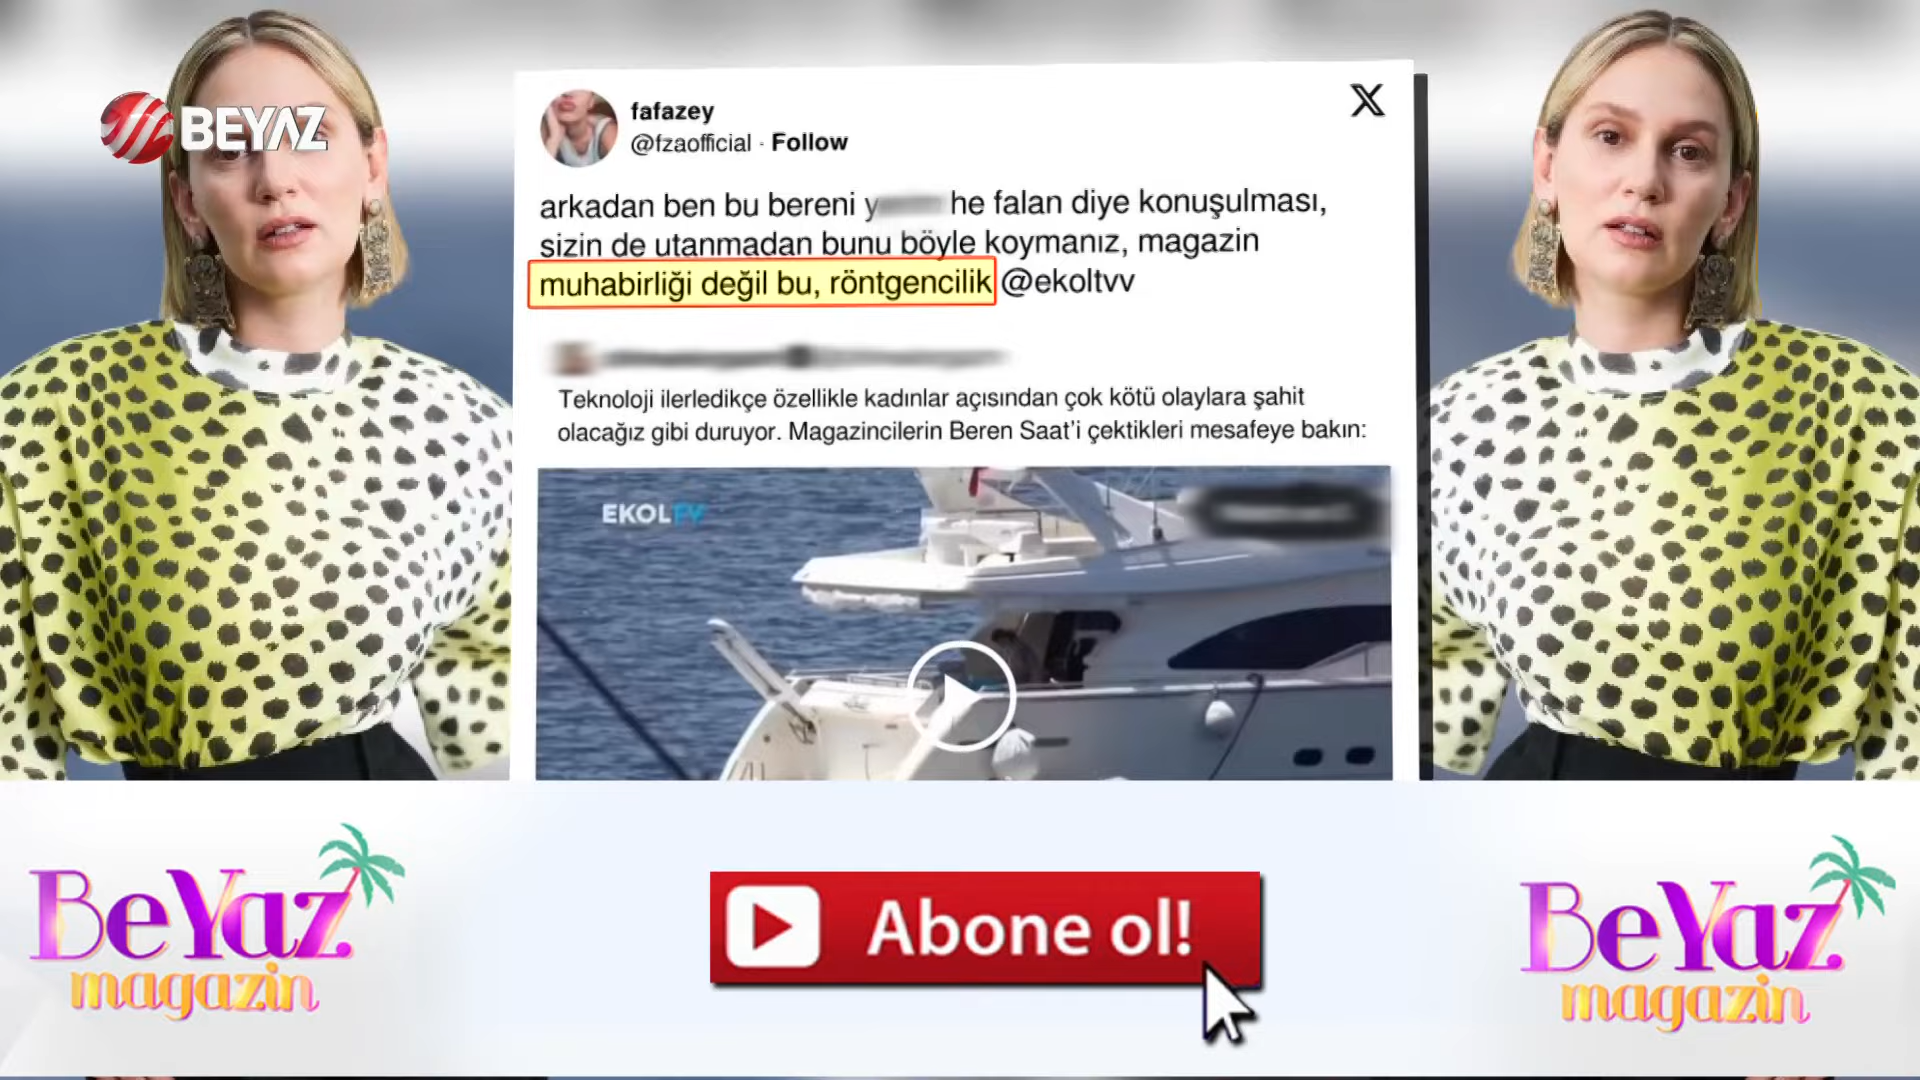 BEYAZ
fafazey
@fzaofficial · Follow
arkadan ben bu bereni y he falan diye konuşulması,
sizin de utanmadan bunu böyle koymanız, magazin
muhabirliği değil bu, röntgencilik @ekoltvv
Teknoloji ilerledikçe özellikle kadınlar açısından çok kötü olaylara şahit
olacağız gibi duruyor. Magazincilerin Beren Saat'i çektikleri mesafeye bakın:
EKOL TV
BeYaz
magazin
Abone ol!
BeYaz
magazin